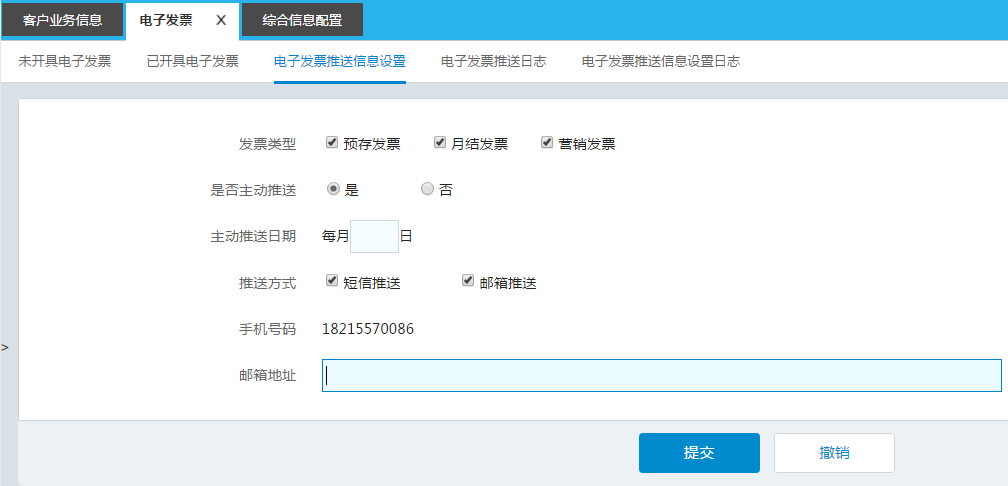 客户业务信息 电子发票 X 综合信息配置
未开具电子发票 已开具电子发票 电子发票推送信息设置 电子发票推送日志 电子发票推送信息设置日志
发票类型 预存发票 月结发票 营销发票
是否主动推送 是 否
主动推送日期 每月 日
推送方式 短信推送 邮箱推送
手机号码 18215570086
>
邮箱地址
提交 撤销